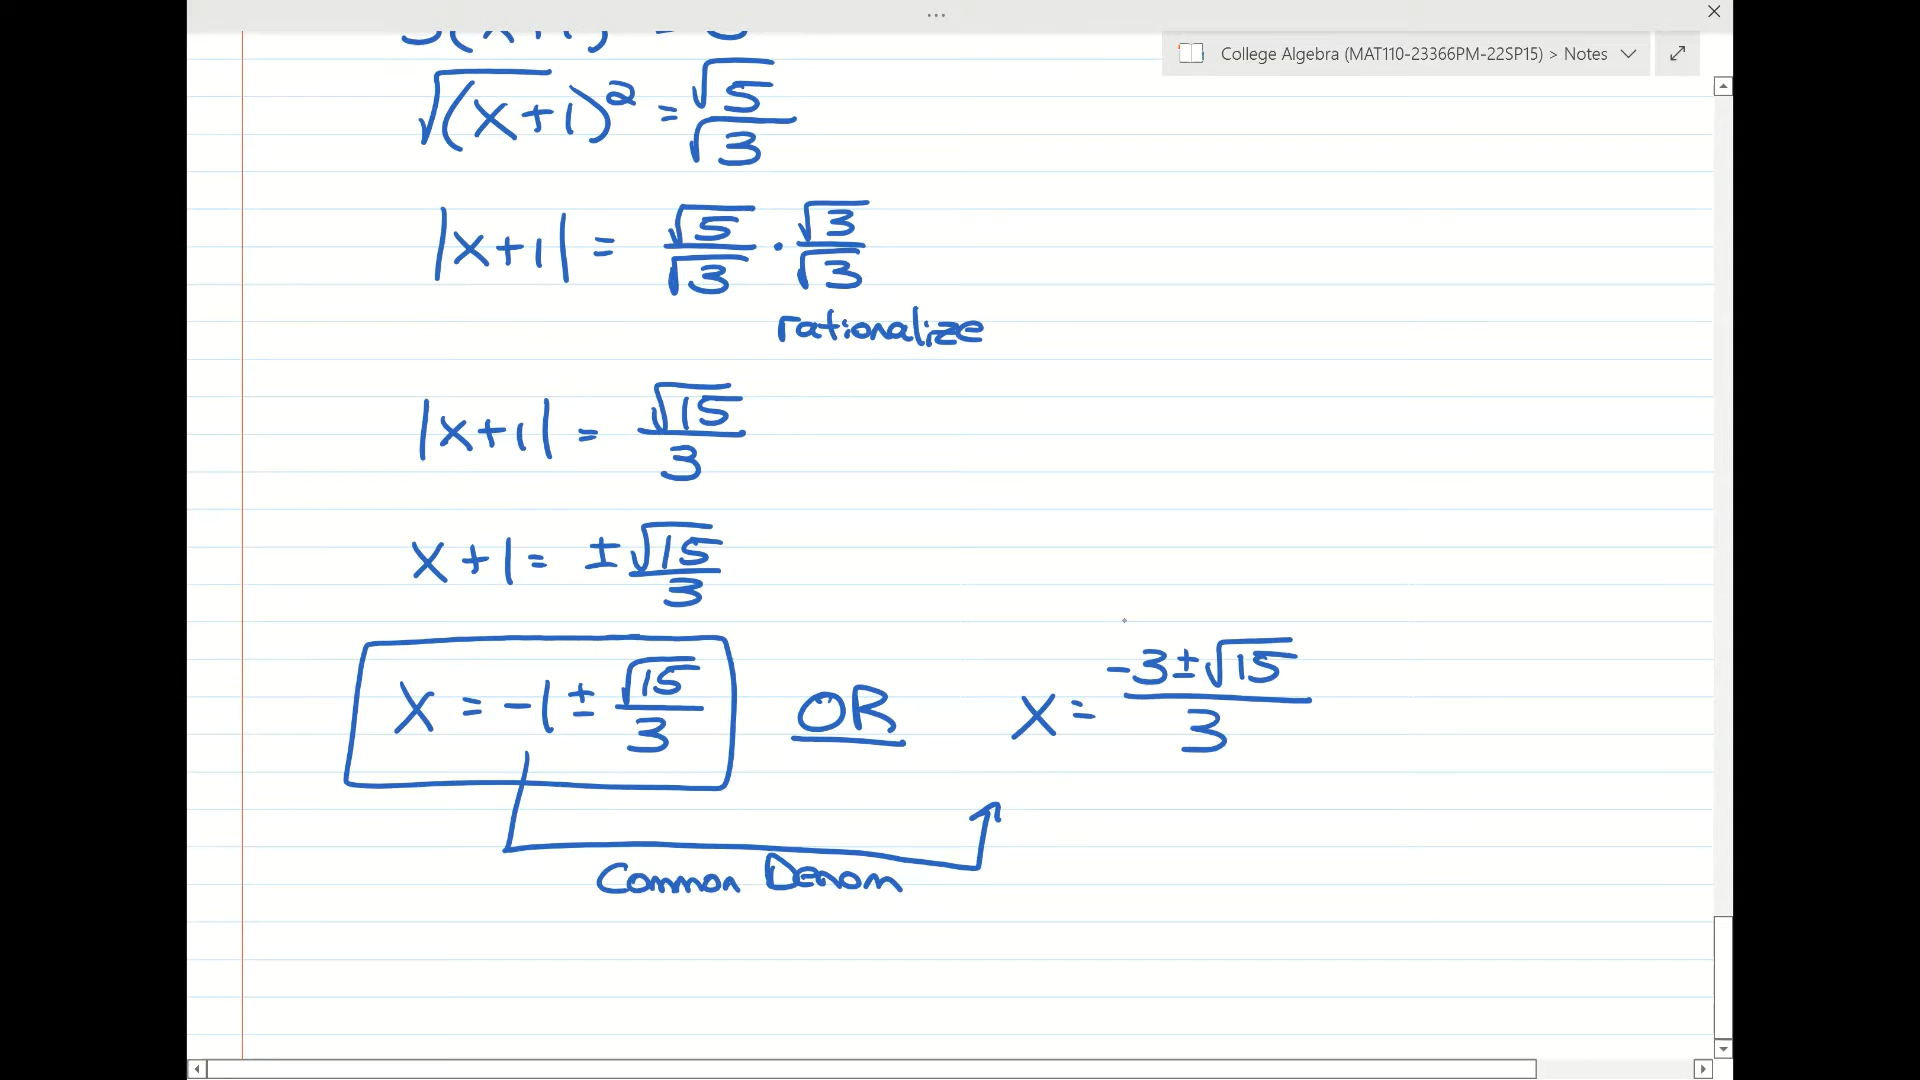 ...
College Algebra (MAT110-23366PM-22SP15) > Notes
√(x+1)² = √5/√3
|x+1| = √5/√3 · √3/√3
rationalize
|x+1| = √15/3
x+1 = ±√15/3
x = -1 ± √15/3 OR x = -3±√15/3
Common Denom